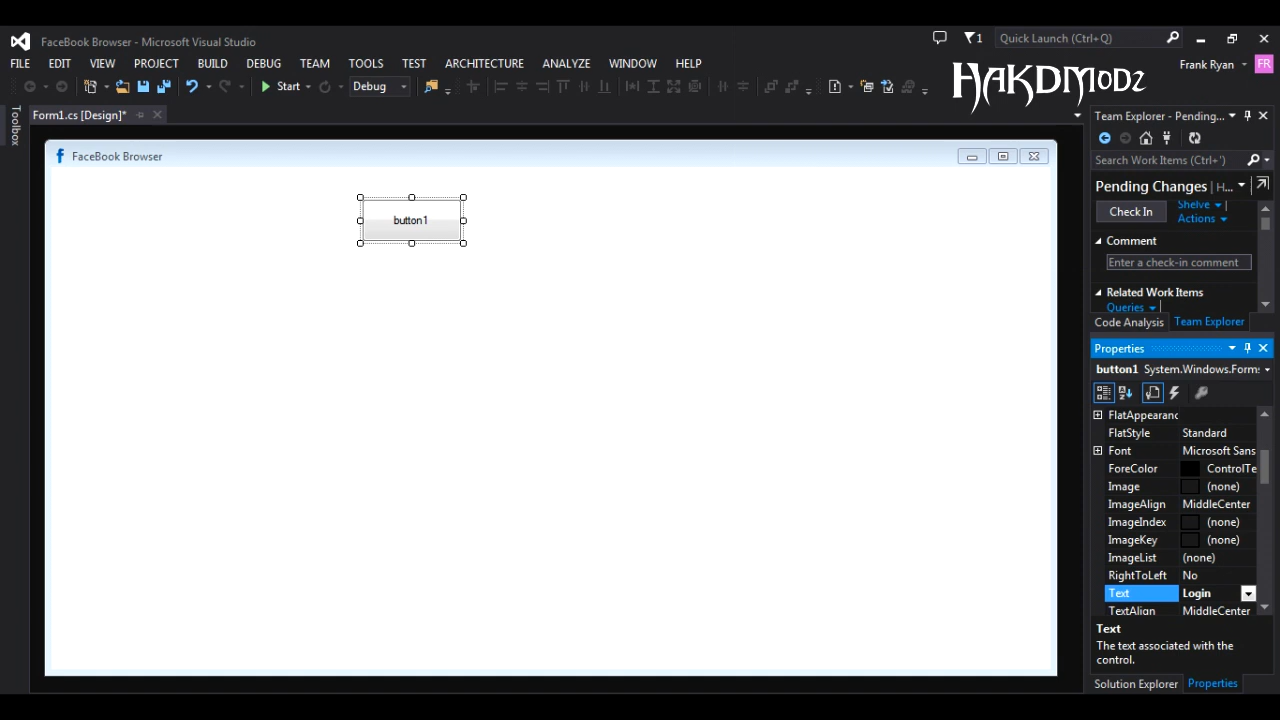 FaceBook Browser - Microsoft Visual Studio
1
Quick Launch (Ctrl+Q)
FILE EDIT VIEW PROJECT BUILD DEBUG TEAM TOOLS TEST ARCHITECTURE ANALYZE WINDOW HELP
Frank Ryan FR
Start Debug
HAKDMODZ
Toolbox
Form1.cs [Design]*
Team Explorer - Pending...
FaceBook Browser
Search Work Items (Ctrl+')
Pending Changes | H...
button1
Check In
Shelve
Actions
Comment
Enter a check-in comment
Related Work Items
Queries
Code Analysis Team Explorer
Properties
button1 System.Windows.Forms
FlatAppearanc
FlatStyle Standard
Font Microsoft Sans
ForeColor ControlTe
Image (none)
ImageAlign MiddleCenter
ImageIndex (none)
ImageKey (none)
ImageList (none)
RightToLeft No
Text Login
TextAlign MiddleCenter
Text
The text associated with the
control.
Solution Explorer Properties